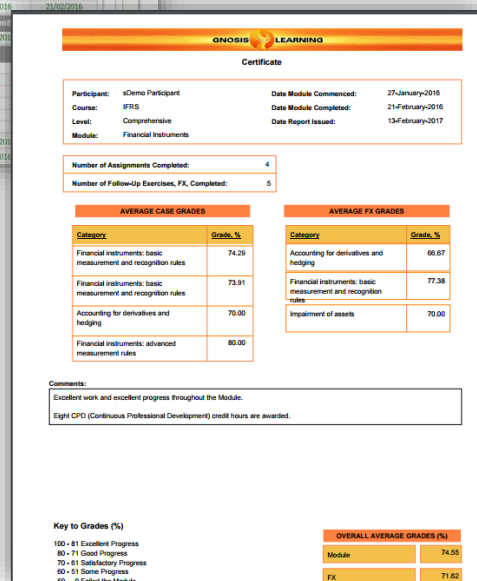 2016
21/02/2016
GNOSIS LEARNING
Certificate
Participant: sDemo Participant Date Module Commenced: 27-January-2016
Course: IFRS Date Module Completed: 21-February-2016
Level: Comprehensive Date Report Issued: 13-February-2017
Module: Financial Instruments
Number of Assignments Completed: 4
Number of Follow-Up Exercises, FX, Completed: 5
AVERAGE CASE GRADES
Category Grade, %
Financial instruments: basic 74.29
measurement and recognition rules
Financial instruments: basic 73.91
measurement and recognition rules
Accounting for derivatives and 70.00
hedging
Financial instruments: advanced 80.00
measurement rules
AVERAGE FX GRADES
Category Grade, %
Accounting for derivatives and 66.67
hedging
Financial instruments: basic 77.38
measurement and recognition
rules
Impairment of assets 70.00
Comments:
Excellent work and excellent progress throughout the Module.
Eight CPD (Continuous Professional Development) credit hours are awarded.
Key to Grades (%)
100 - 81 Excellent Progress
80 - 71 Good Progress
70 - 61 Satisfactory Progress
60 - 51 Some Progress
50 - 0 Failed the Module
OVERALL AVERAGE GRADES (%)
Module 74.55
FX 71.62